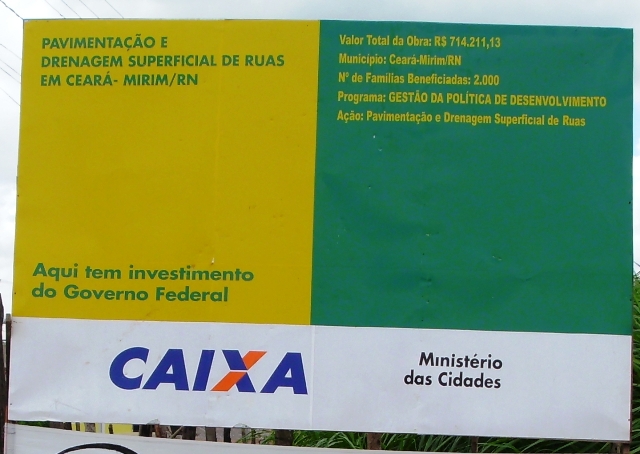 PAVIMENTAÇÃO E
DRENAGEM SUPERFICIAL DE RUAS
EM CEARÁ- MIRIM/RN
Aqui tem investimento
do Governo Federal
Valor Total da Obra: R$ 714.211,13
Município: Ceará-Mirim/RN
Nº de Famílias Beneficiadas: 2.000
Programa: GESTÃO DA POLÍTICA DE DESENVOLVIMENTO
Ação: Pavimentação e Drenagem Superficial de Ruas
CAIXA
Ministério
das Cidades